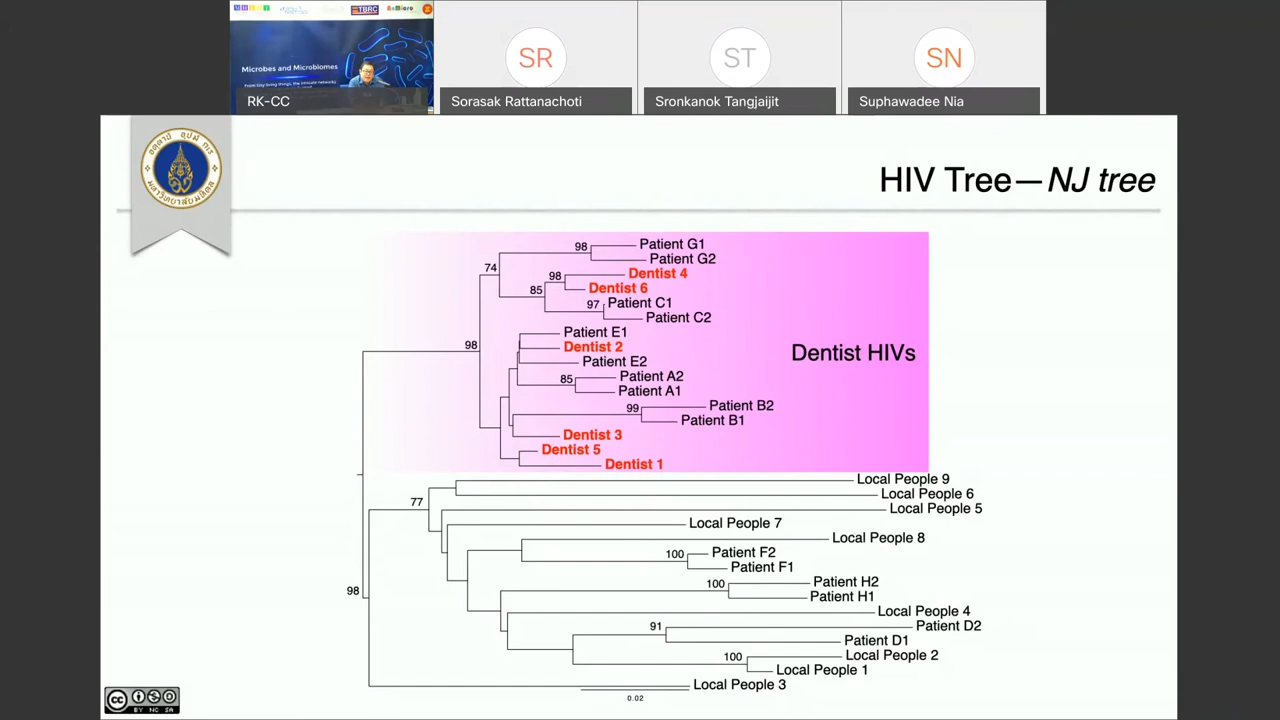 TBRC
Microbes and Microbiomes
RK-CC
SR
Sorasak Rattanachoti
ST
Sronkanok Tangjaijit
SN
Suphawadee Nia
HIV Tree—NJ tree
98
Patient G1
Patient G2
74
98
Dentist 4
85
Dentist 6
97
Patient C1
Patient C2
Patient E1
98
Dentist 2
Patient E2
Dentist HIVs
85
Patient A2
Patient A1
99
Patient B2
Patient B1
Dentist 3
Dentist 5
Dentist 1
Local People 9
77
Local People 6
Local People 5
Local People 7
Local People 8
100
Patient F2
Patient F1
100
Patient H2
98
Patient H1
Local People 4
91
Patient D2
Patient D1
100
Local People 2
Local People 1
Local People 3
0.02
cc
BY NC SA